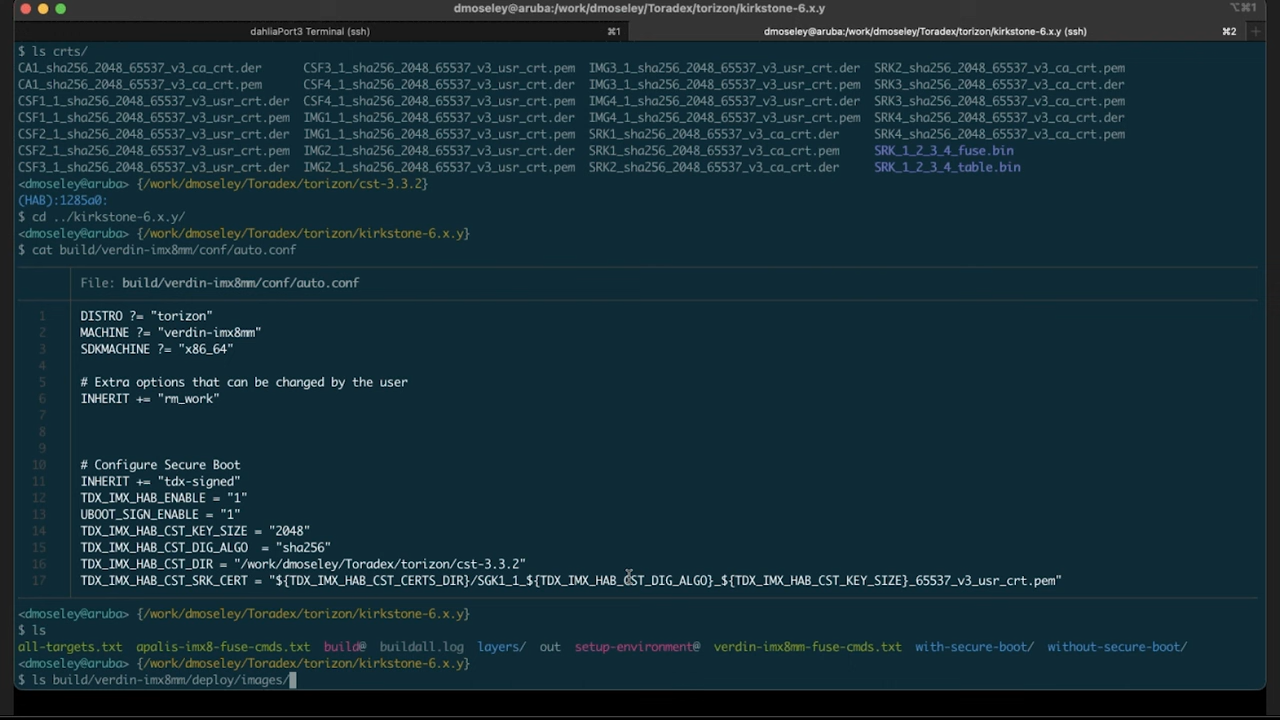 dmoseley@aruba:/work/dmoseley/Toradex/torizon/kirkstone-6.x.y
⌥⌘1
dahliaPort3 Terminal (ssh) ⌘1 dmoseley@aruba:/work/dmoseley/Toradex/torizon/kirkstone-6.x.y (ssh) ⌘2 +
$ ls crts/
CA1_sha256_2048_65537_v3_ca_crt.der CSF3_1_sha256_2048_65537_v3_usr_crt.pem IMG3_1_sha256_2048_65537_v3_usr_crt.der SRK2_sha256_2048_65537_v3_ca_crt.pem
CA1_sha256_2048_65537_v3_ca_crt.pem CSF4_1_sha256_2048_65537_v3_usr_crt.der IMG3_1_sha256_2048_65537_v3_usr_crt.pem SRK3_sha256_2048_65537_v3_ca_crt.der
CSF1_1_sha256_2048_65537_v3_usr_crt.der CSF4_1_sha256_2048_65537_v3_usr_crt.pem IMG4_1_sha256_2048_65537_v3_usr_crt.der SRK3_sha256_2048_65537_v3_ca_crt.pem
CSF1_1_sha256_2048_65537_v3_usr_crt.pem IMG1_1_sha256_2048_65537_v3_usr_crt.der IMG4_1_sha256_2048_65537_v3_usr_crt.pem SRK4_sha256_2048_65537_v3_ca_crt.der
CSF2_1_sha256_2048_65537_v3_usr_crt.der IMG1_1_sha256_2048_65537_v3_usr_crt.pem SRK1_sha256_2048_65537_v3_ca_crt.der SRK4_sha256_2048_65537_v3_ca_crt.pem
CSF2_1_sha256_2048_65537_v3_usr_crt.pem IMG2_1_sha256_2048_65537_v3_usr_crt.der SRK1_sha256_2048_65537_v3_ca_crt.pem SRK_1_2_3_4_fuse.bin
CSF3_1_sha256_2048_65537_v3_usr_crt.der IMG2_1_sha256_2048_65537_v3_usr_crt.pem SRK2_sha256_2048_65537_v3_ca_crt.der SRK_1_2_3_4_table.bin
<dmoseley@aruba> {/work/dmoseley/Toradex/torizon/cst-3.3.2}
(HAB):1285a0:
$ cd ../kirkstone-6.x.y/
<dmoseley@aruba> {/work/dmoseley/Toradex/torizon/kirkstone-6.x.y}
$ cat build/verdin-imx8mm/conf/auto.conf
File: build/verdin-imx8mm/conf/auto.conf
1 DISTRO ?= "torizon"
2 MACHINE ?= "verdin-imx8mm"
3 SDKMACHINE ?= "x86_64"
4
5 # Extra options that can be changed by the user
6 INHERIT += "rm_work"
7
8
9
10 # Configure Secure Boot
11 INHERIT += "tdx-signed"
12 TDX_IMX_HAB_ENABLE = "1"
13 UBOOT_SIGN_ENABLE = "1"
14 TDX_IMX_HAB_CST_KEY_SIZE = "2048"
15 TDX_IMX_HAB_CST_DIG_ALGO = "sha256"
16 TDX_IMX_HAB_CST_DIR = "/work/dmoseley/Toradex/torizon/cst-3.3.2"
17 TDX_IMX_HAB_CST_SRK_CERT = "${TDX_IMX_HAB_CST_CERTS_DIR}/SGK1_1_${TDX_IMX_HAB_CST_DIG_ALGO}_${TDX_IMX_HAB_CST_KEY_SIZE}_65537_v3_usr_crt.pem"
<dmoseley@aruba> {/work/dmoseley/Toradex/torizon/kirkstone-6.x.y}
$ ls
all-targets.txt apalis-imx8-fuse-cmds.txt build@ buildall.log layers/ out setup-environment@ verdin-imx8mm-fuse-cmds.txt with-secure-boot/ without-secure-boot/
<dmoseley@aruba> {/work/dmoseley/Toradex/torizon/kirkstone-6.x.y}
$ ls build/verdin-imx8mm/deploy/images/